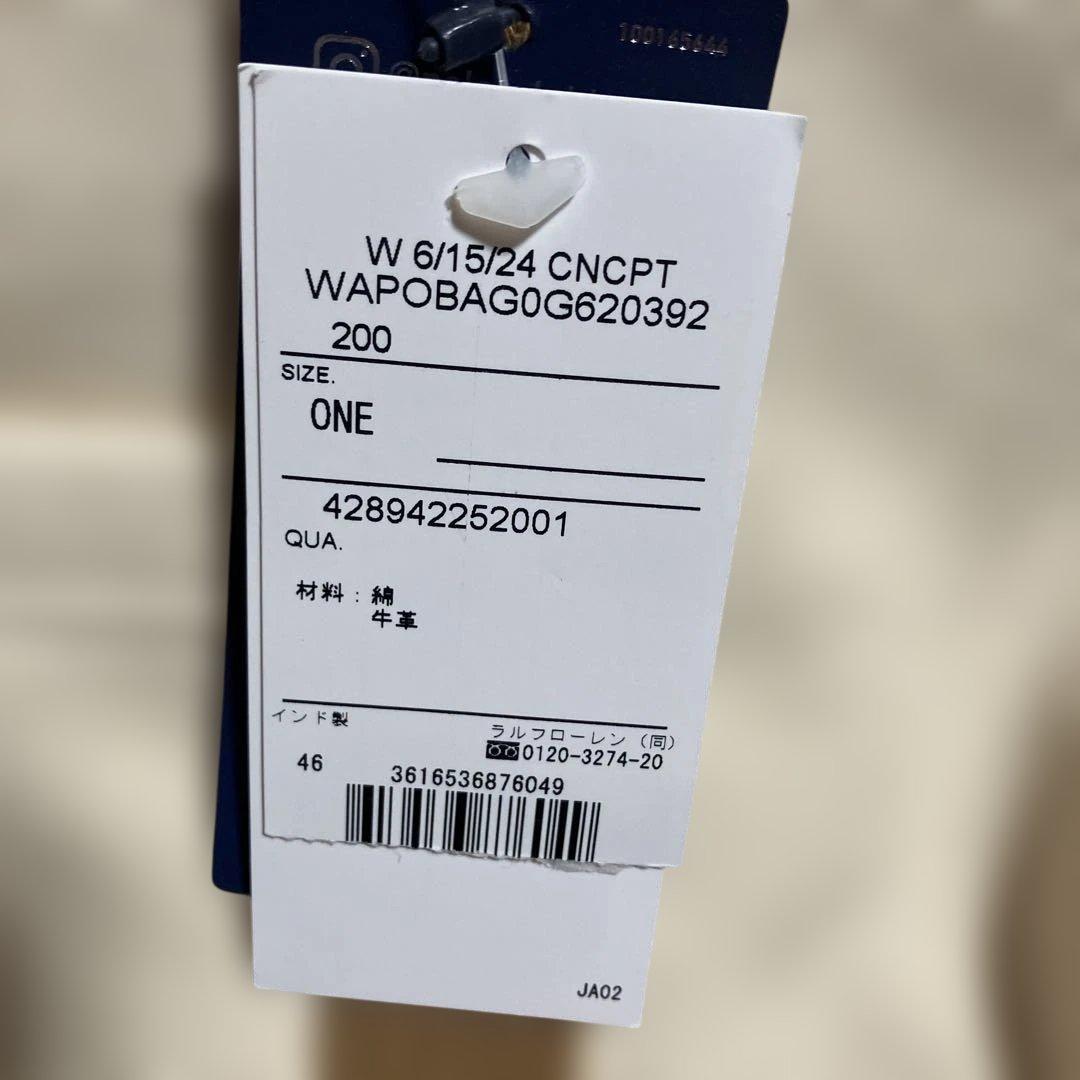 100165644
W 6/15/24 CNCPT
WAPOBAG0G620392
200
SIZE.
ONE
428942252001
QUA.
材料：綿
牛革
インド製
ラルフローレン（同）
0120-3274-20
46
3616536876049
JA02